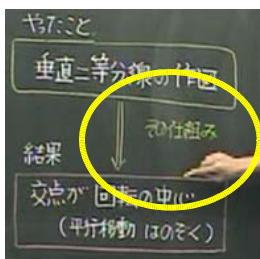 やったこと
垂直二等分線の作図
この仕組み
結果
交点が回転の中心
(平行移動はのぞく)